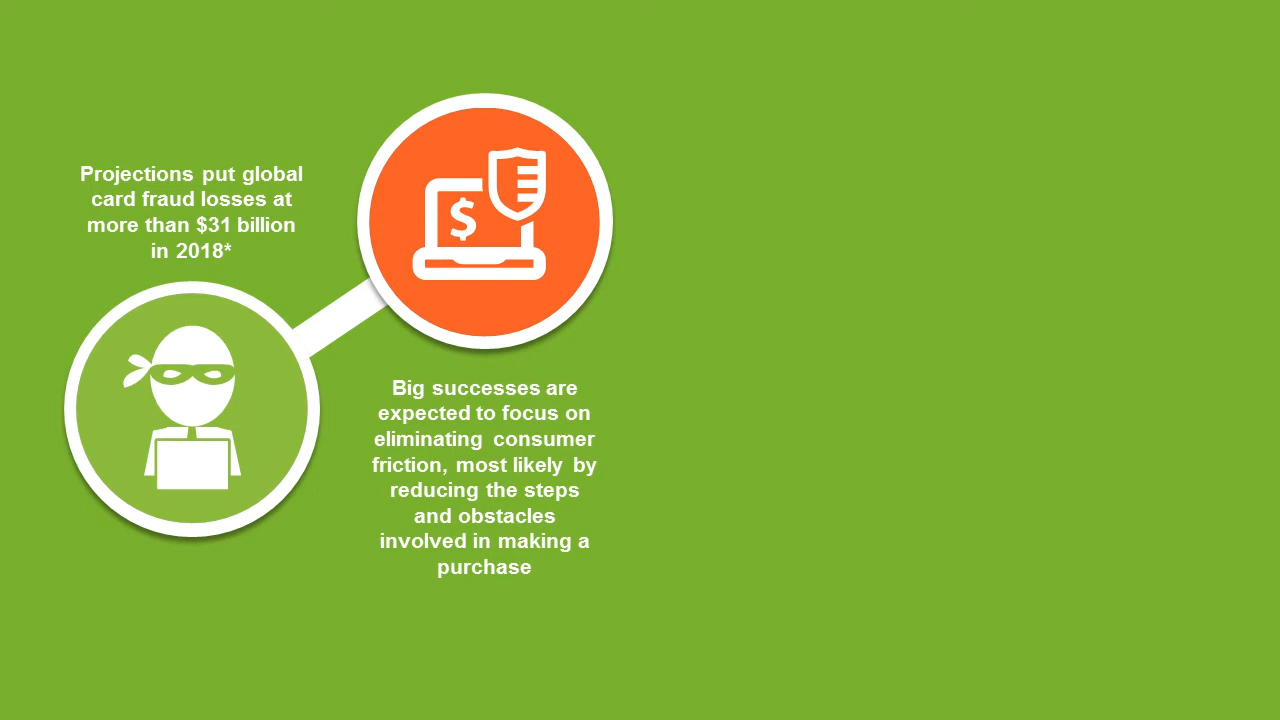 Projections put global
card fraud losses at
more than $31 billion
in 2018*
$
Big successes are
expected to focus on
eliminating consumer
friction, most likely by
reducing the steps
and obstacles
involved in making a
purchase